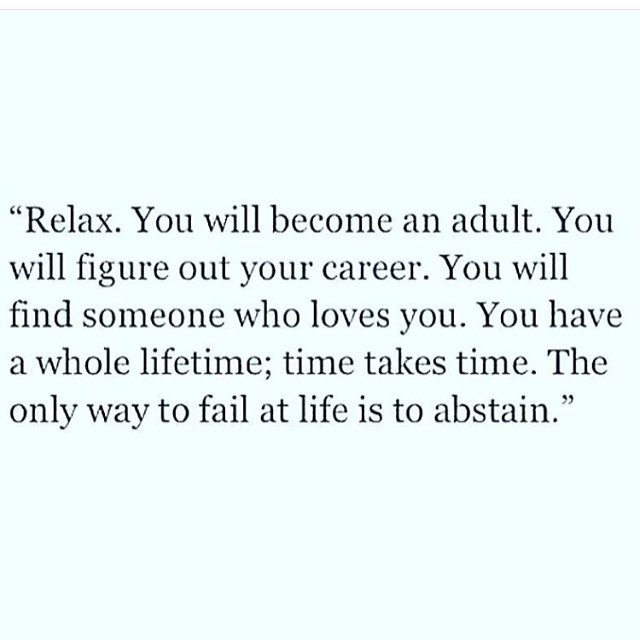 “Relax. You will become an adult. You
will figure out your career. You will
find someone who loves you. You have
a whole lifetime; time takes time. The
only way to fail at life is to abstain.”